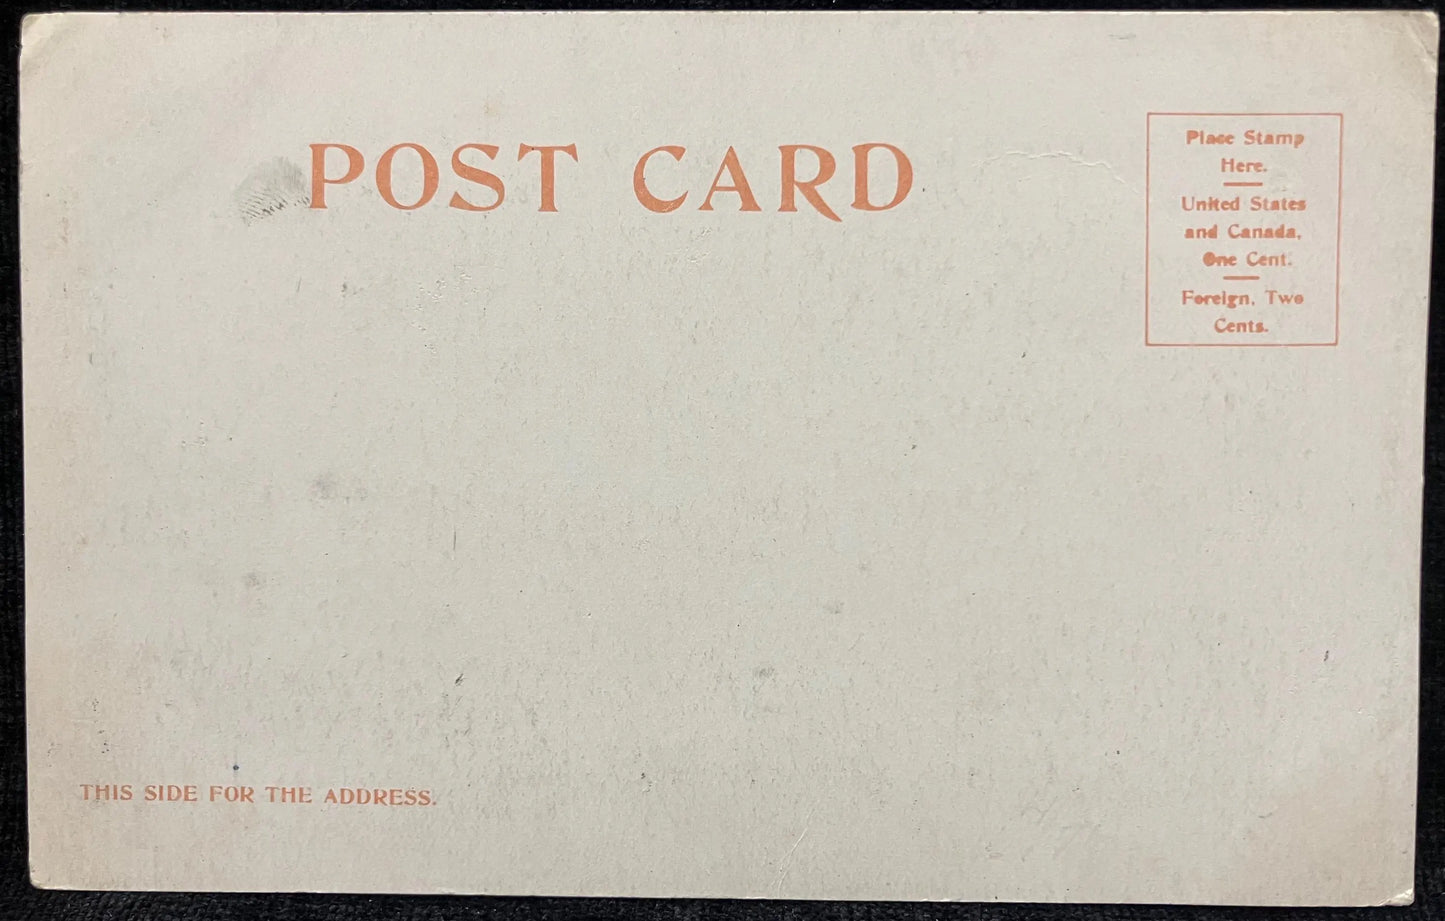 POST CARD
Place Stamp
Here.
United States
and Canada,
One Cent.
Foreign, Two
Cents.
THIS SIDE FOR THE ADDRESS.